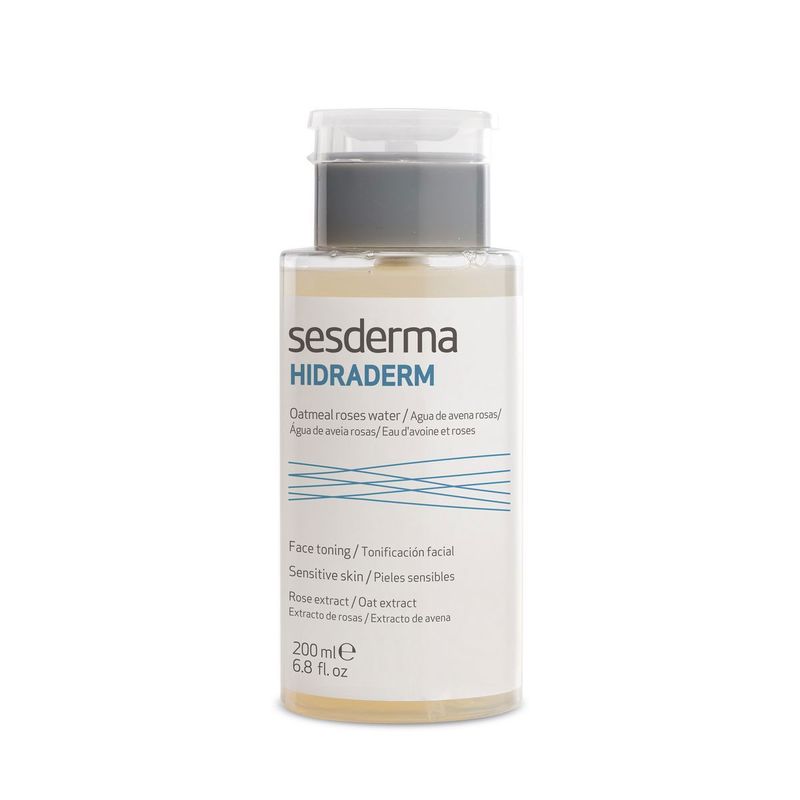 sesderma
HIDRADERM
Oatmeal roses water / Agua de avena rosas/
Água de aveia rosas/ Eau d'avoine et roses
Face toning / Tonificación facial
Sensitive skin / Pieles sensibles
Rose extract / Oat extract
Extracto de rosas / Extracto de avena
200 ml ℮
6.8 fl. oz